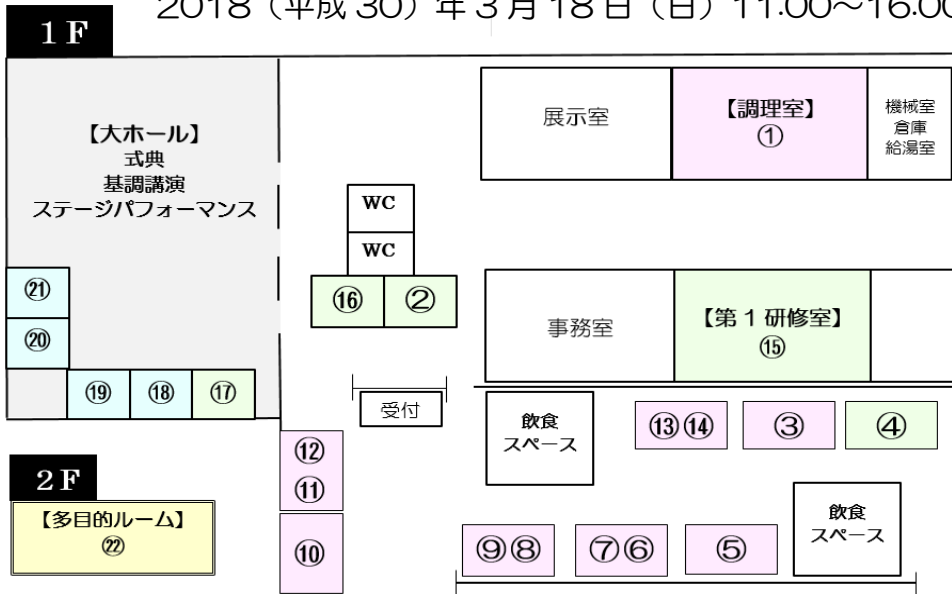 2018（平成30）年3月18日（日）11:00～16:00
1F
【大ホール】
式典
基調講演
ステージパフォーマンス
展示室
【調理室】
①
機械室
倉庫
給湯室
WC
WC
⑯ ②
㉑
⑳
⑲ ⑱ ⑰
事務室
【第1研修室】
⑮
受付
飲食
スペース
⑬⑭ ③ ④
⑫
⑪
⑩
2F
【多目的ルーム】
㉒
⑨⑧ ⑦⑥ ⑤
飲食
スペース